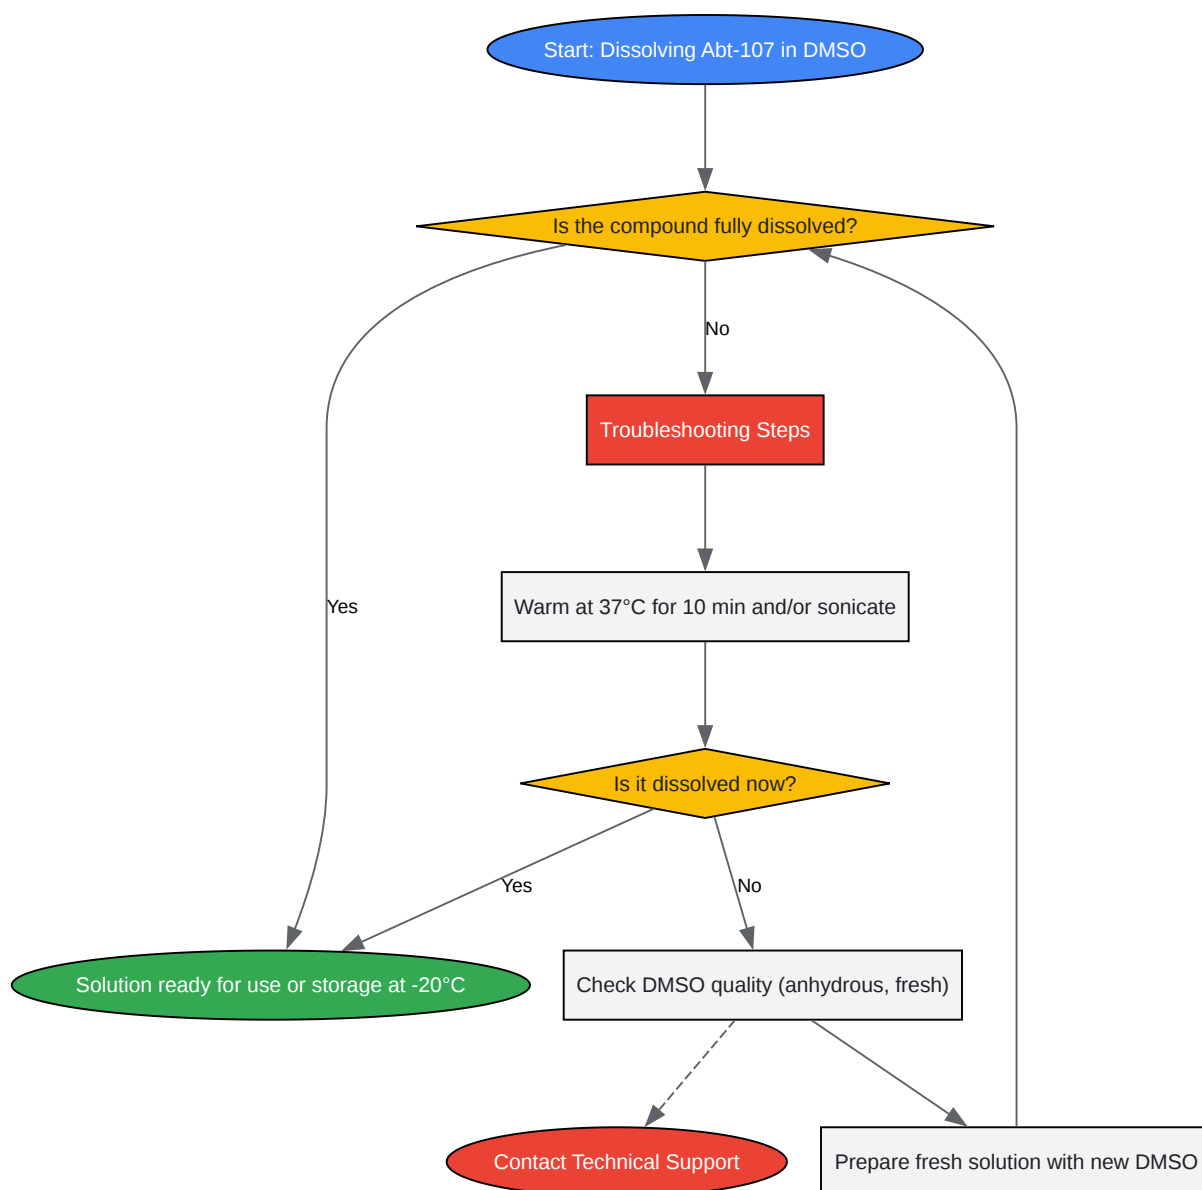 Start: Dissolving Abt-107 in DMSO
Is the compound fully dissolved?
No
Troubleshooting Steps
Warm at 37°C for 10 min and/or sonicate
Yes
Is it dissolved now?
Yes
No
Solution ready for use or storage at -20°C
Check DMSO quality (anhydrous, fresh)
Contact Technical Support
Prepare fresh solution with new DMSO